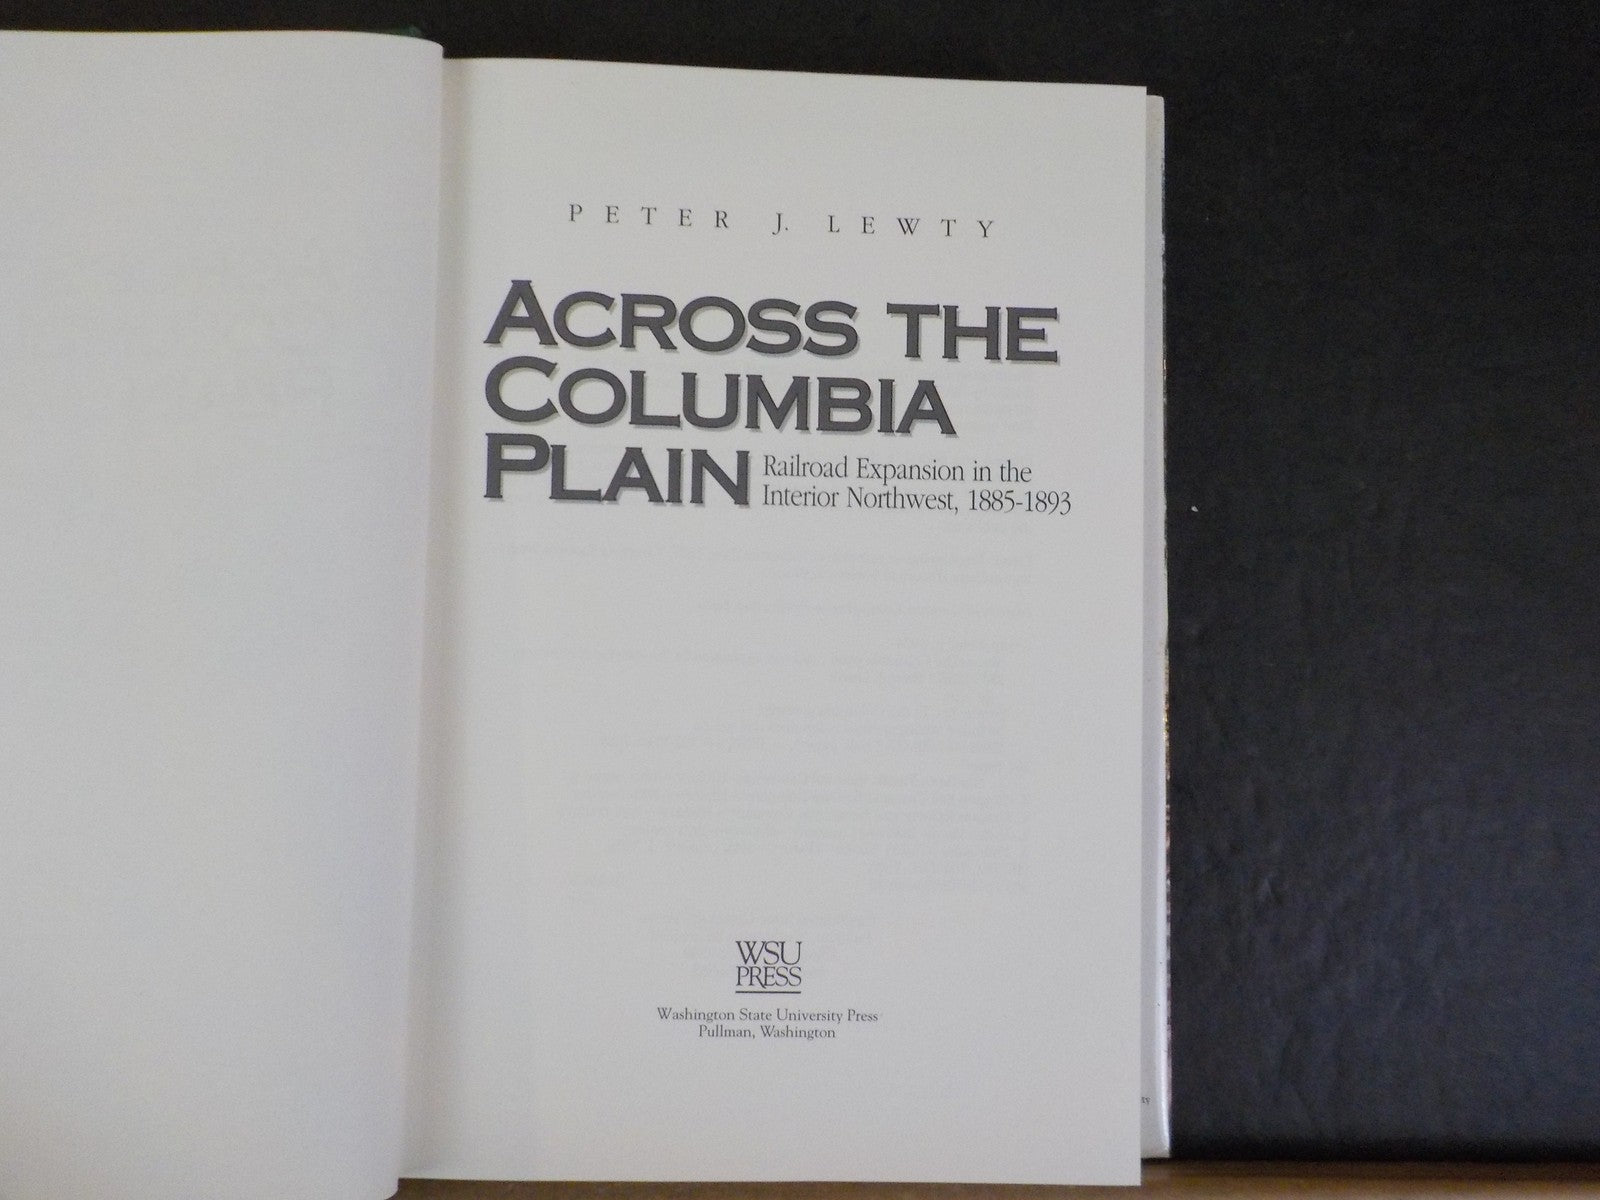 PETER J. LEWTY
ACROSS THE
COLUMBIA
PLAIN
Railroad Expansion in the
Interior Northwest, 1885-1893
WSU
PRESS
Washington State University Press
Pullman, Washington